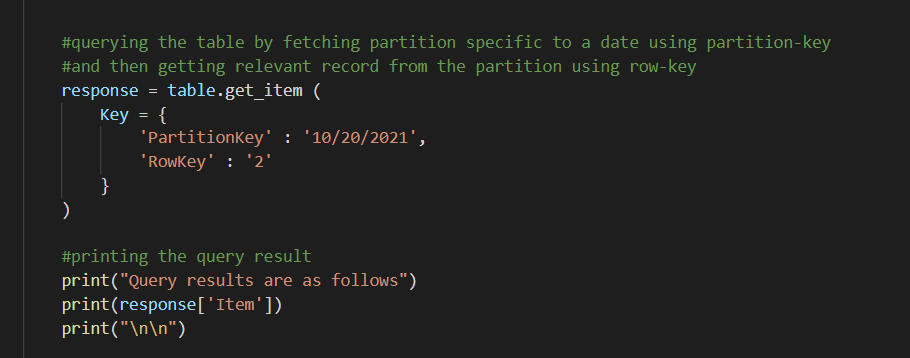 #querying the table by fetching partition specific to a date using partition-key
#and then getting relevant record from the partition using row-key
response = table.get_item (
    Key = {
        'PartitionKey' : '10/20/2021',
        'RowKey' : '2'
    }
)
#printing the query result
print("Query results are as follows")
print(response['Item'])
print("\n\n")